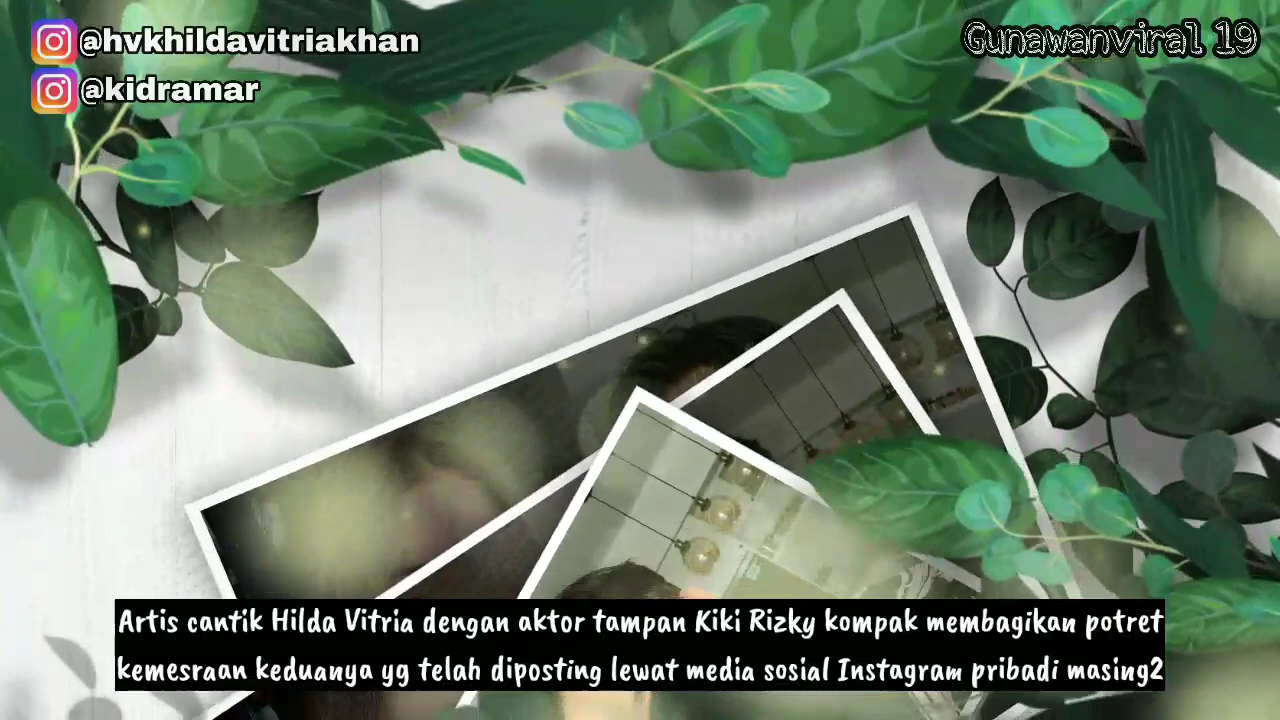 @hvkhildavitriakhan
@kidramar
Gunawanviral 19
Artis cantik Hilda Vitria dengan aktor tampan Kiki Rizky kompak membagikan potret
kemesraan keduanya yg telah diposting lewat media sosial Instagram pribadi masing2